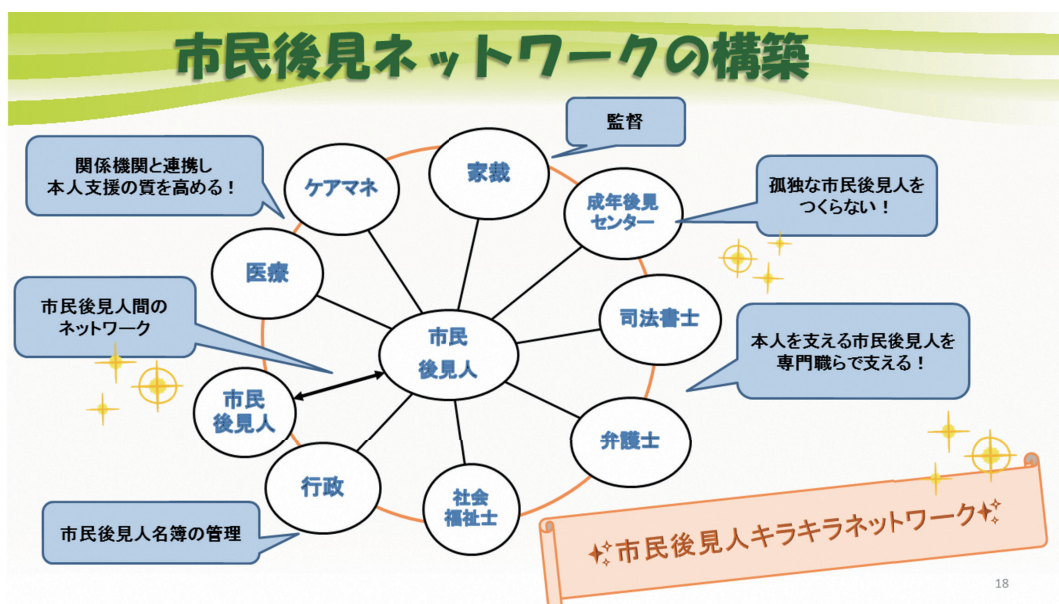 市民後見ネットワークの構築
監督
関係機関と連携し
本人支援の質を高める!
ケアマネ
家裁
成年後見
センター
孤独な市民後見人を
つくらない!
医療
市民後見人間の
ネットワーク
市民
後見人
司法書士
本人を支える市民後見人を
専門職らで支える!
市民
後見人
弁護士
行政
社会
福祉士
市民後見人名簿の管理
市民後見人キラキラネットワーク
18